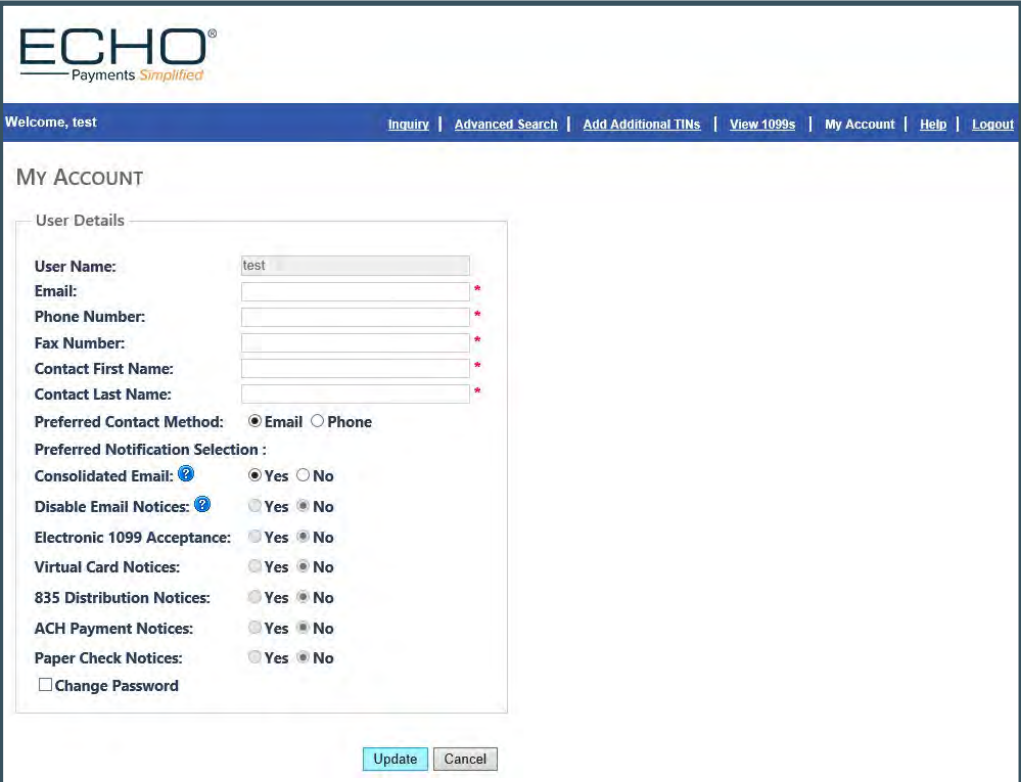 ECHO®
Payments Simplified
Welcome, test
Inquiry | Advanced Search | Add Additional TINs | View 1099s | My Account | Help | Logout
MY ACCOUNT
User Details
User Name: test
Email: *
Phone Number: *
Fax Number: *
Contact First Name: *
Contact Last Name: *
Preferred Contact Method: Email Phone
Preferred Notification Selection :
Consolidated Email: ? Yes No
Disable Email Notices: ? Yes No
Electronic 1099 Acceptance: Yes No
Virtual Card Notices: Yes No
835 Distribution Notices: Yes No
ACH Payment Notices: Yes No
Paper Check Notices: Yes No
Change Password
Update Cancel